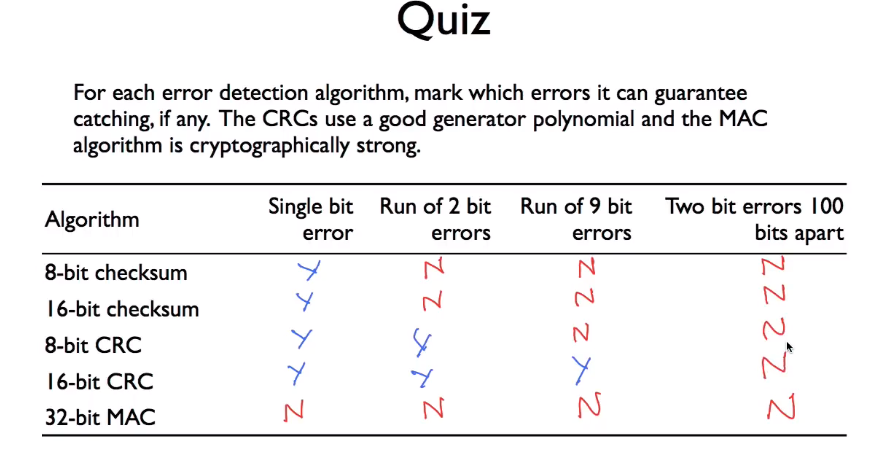 Quiz
For each error detection algorithm, mark which errors it can guarantee
catching, if any. The CRCs use a good generator polynomial and the MAC
algorithm is cryptographically strong.
Algorithm Single bit error Run of 2 bit errors Run of 9 bit errors Two bit errors 100 bits apart
8-bit checksum Y N N N
16-bit checksum Y N N N
8-bit CRC Y Y N N
16-bit CRC Y Y Y N
32-bit MAC N N N N